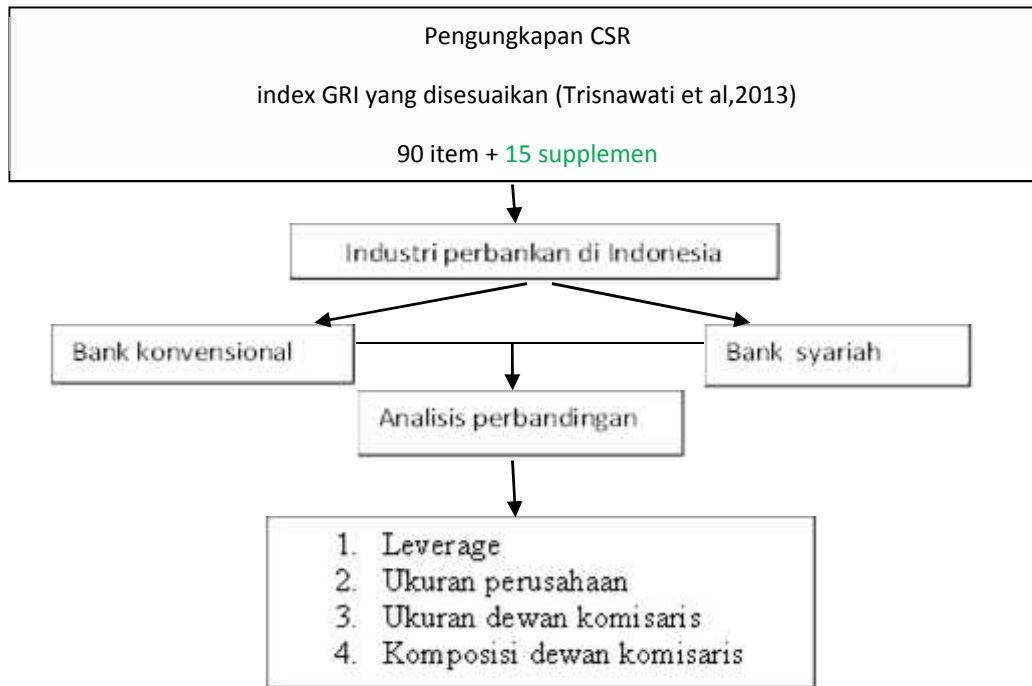 Pengungkapan CSR
index GRI yang disesuaikan (Trisnawati et al,2013)
90 item + 15 supplemen
Industri perbankan di Indonesia
Bank konvensional
Bank syariah
Analisis perbandingan
1. Leverage
2. Ukuran perusahaan
3. Ukuran dewan komisaris
4. Komposisi dewan komisaris